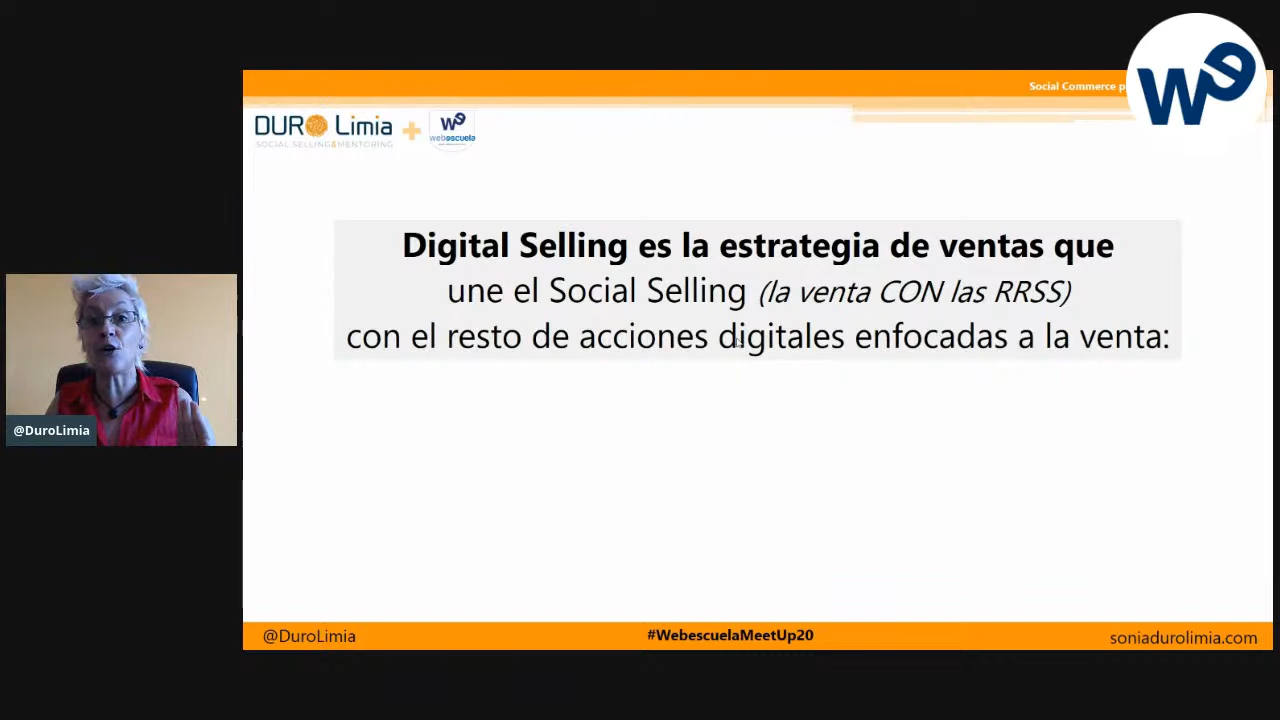 Social Commerce p
We
DURO Limia
SOCIAL SELLING&MENTORING
We
webescuela
Digital Selling es la estrategia de ventas que
une el Social Selling (la venta CON las RRSS)
con el resto de acciones digitales enfocadas a la venta:
@DuroLimia
@DuroLimia
#WebescuelaMeetUp20
soniadurolimia.com